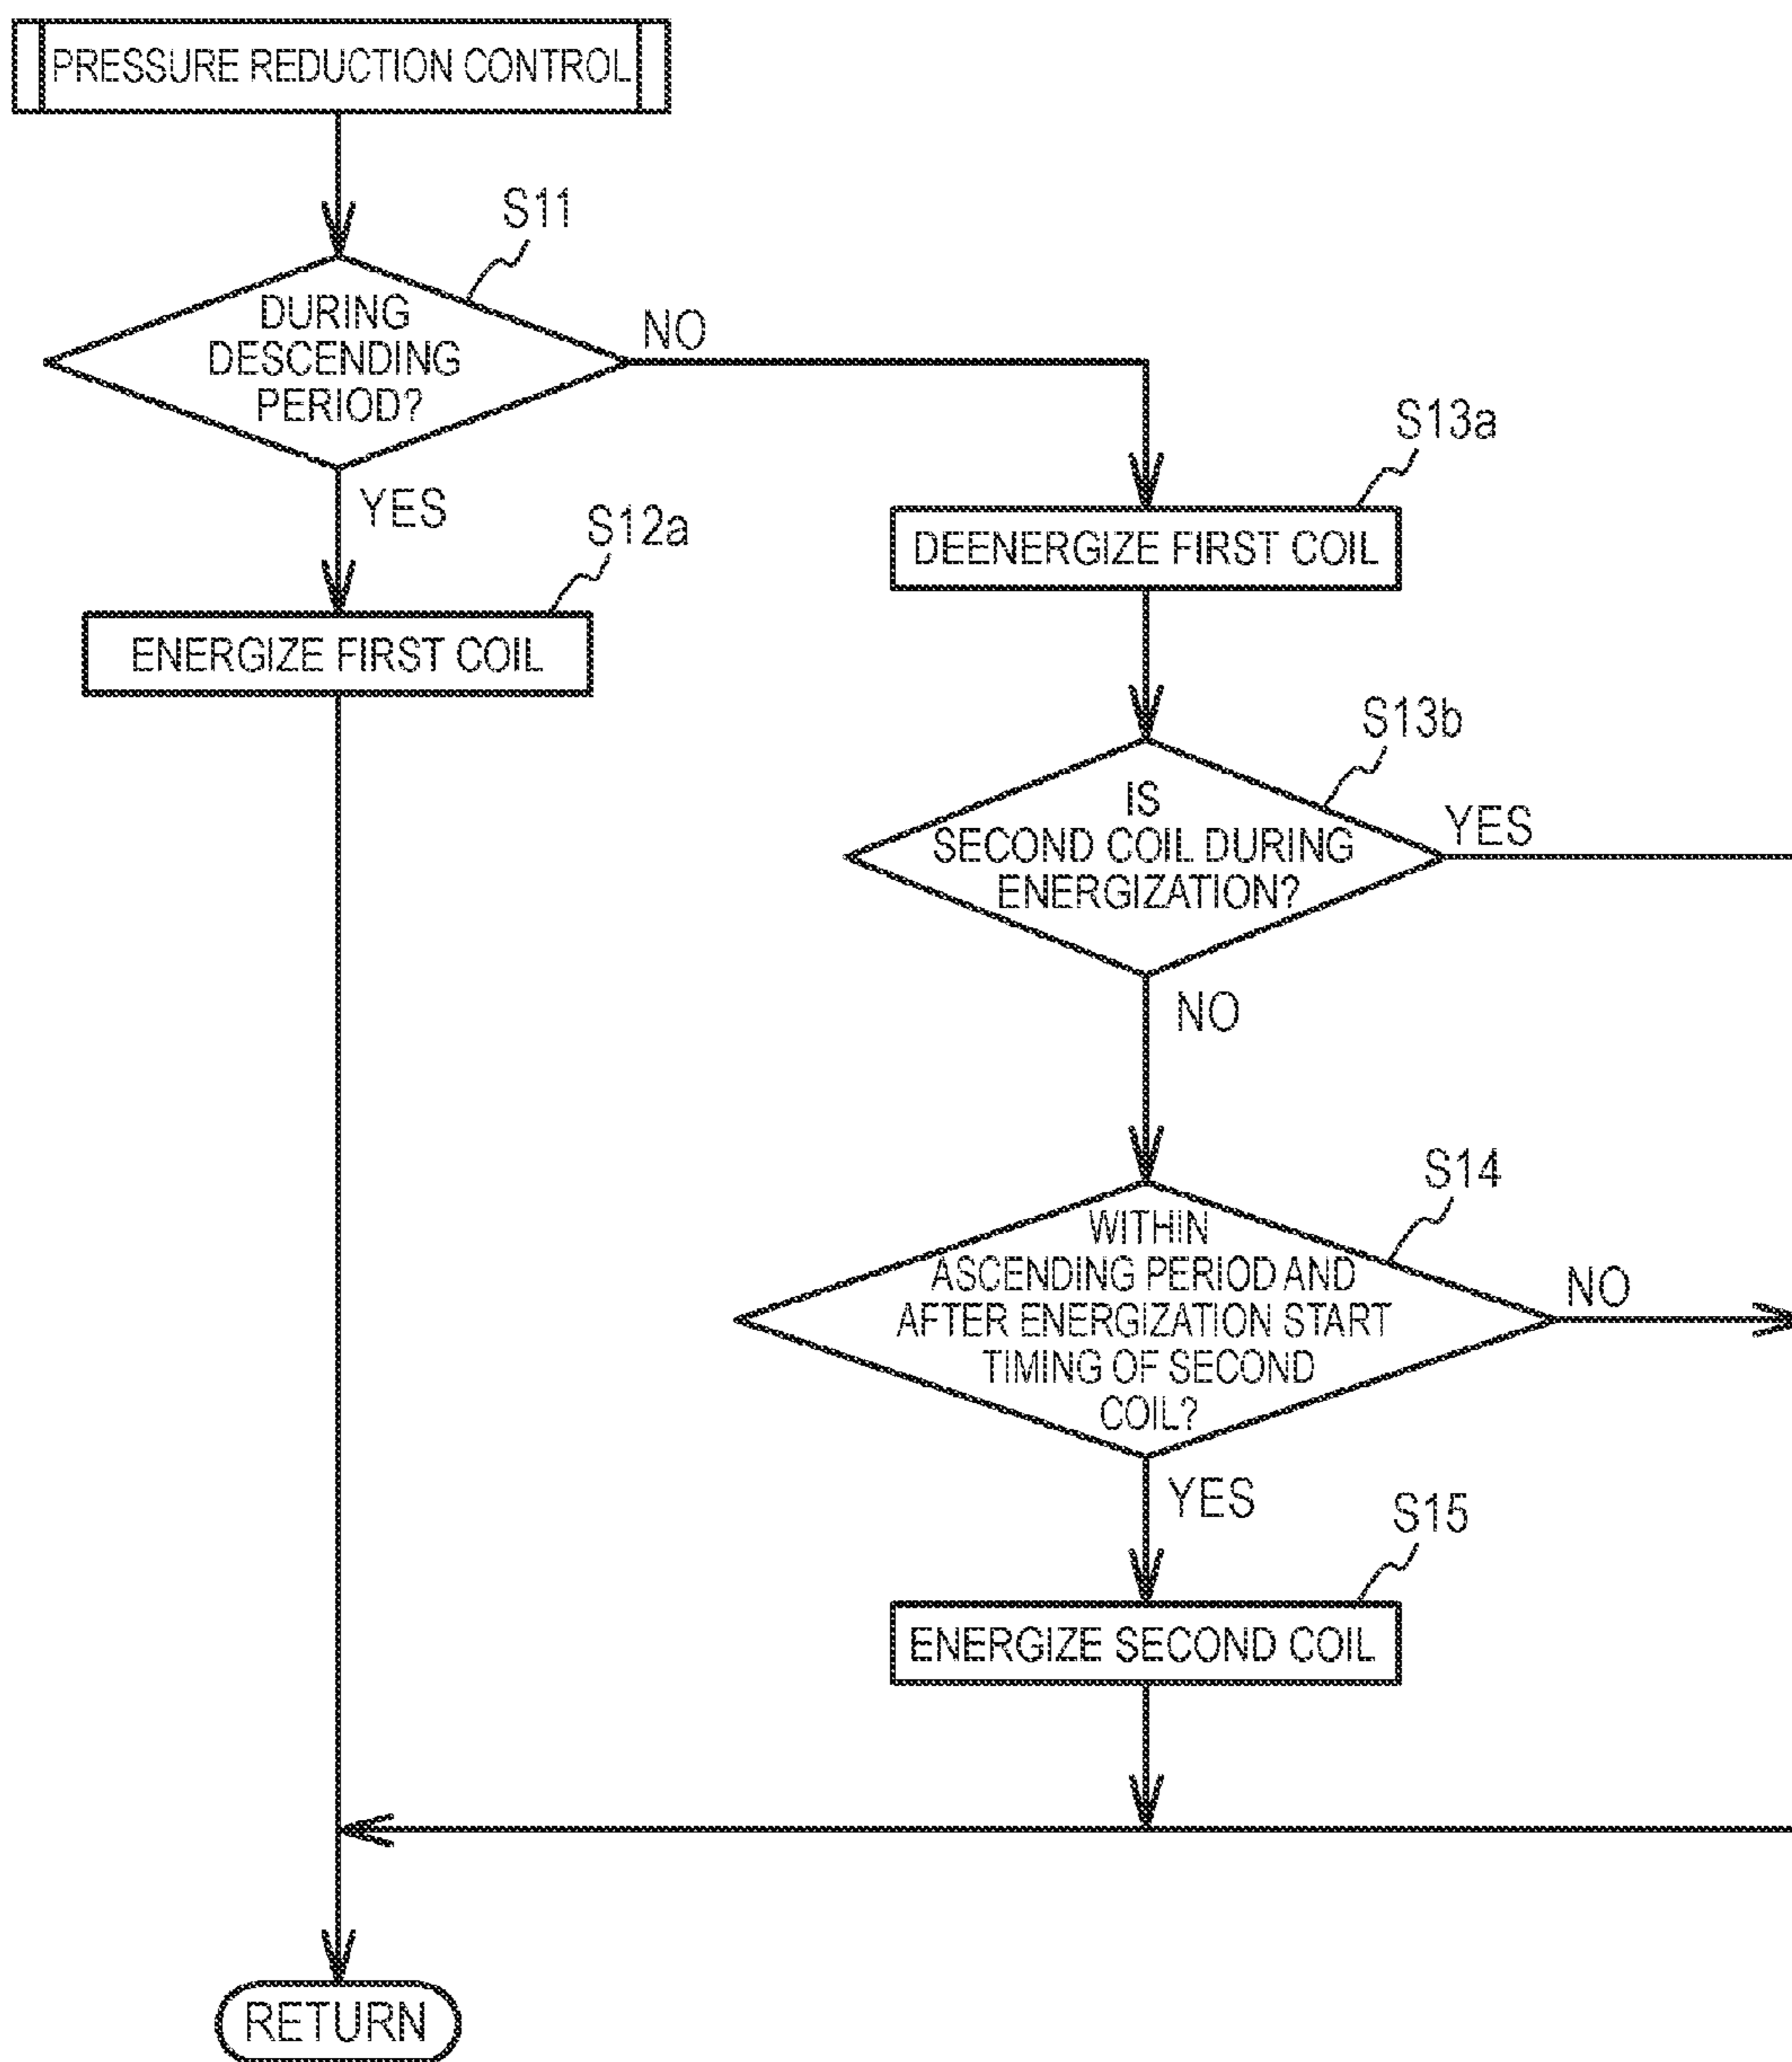 PRESSURE REDUCTION CONTROL
S11
DURING
DESCENDING
PERIOD?
NO
YES
S12a
ENERGIZE FIRST COIL
S13a
DEENERGIZE FIRST COIL
S13b
IS
SECOND COIL DURING
ENERGIZATION?
YES
NO
S14
WITHIN
ASCENDING PERIOD AND
AFTER ENERGIZATION START
TIMING OF SECOND
COIL?
NO
YES
S15
ENERGIZE SECOND COIL
RETURN